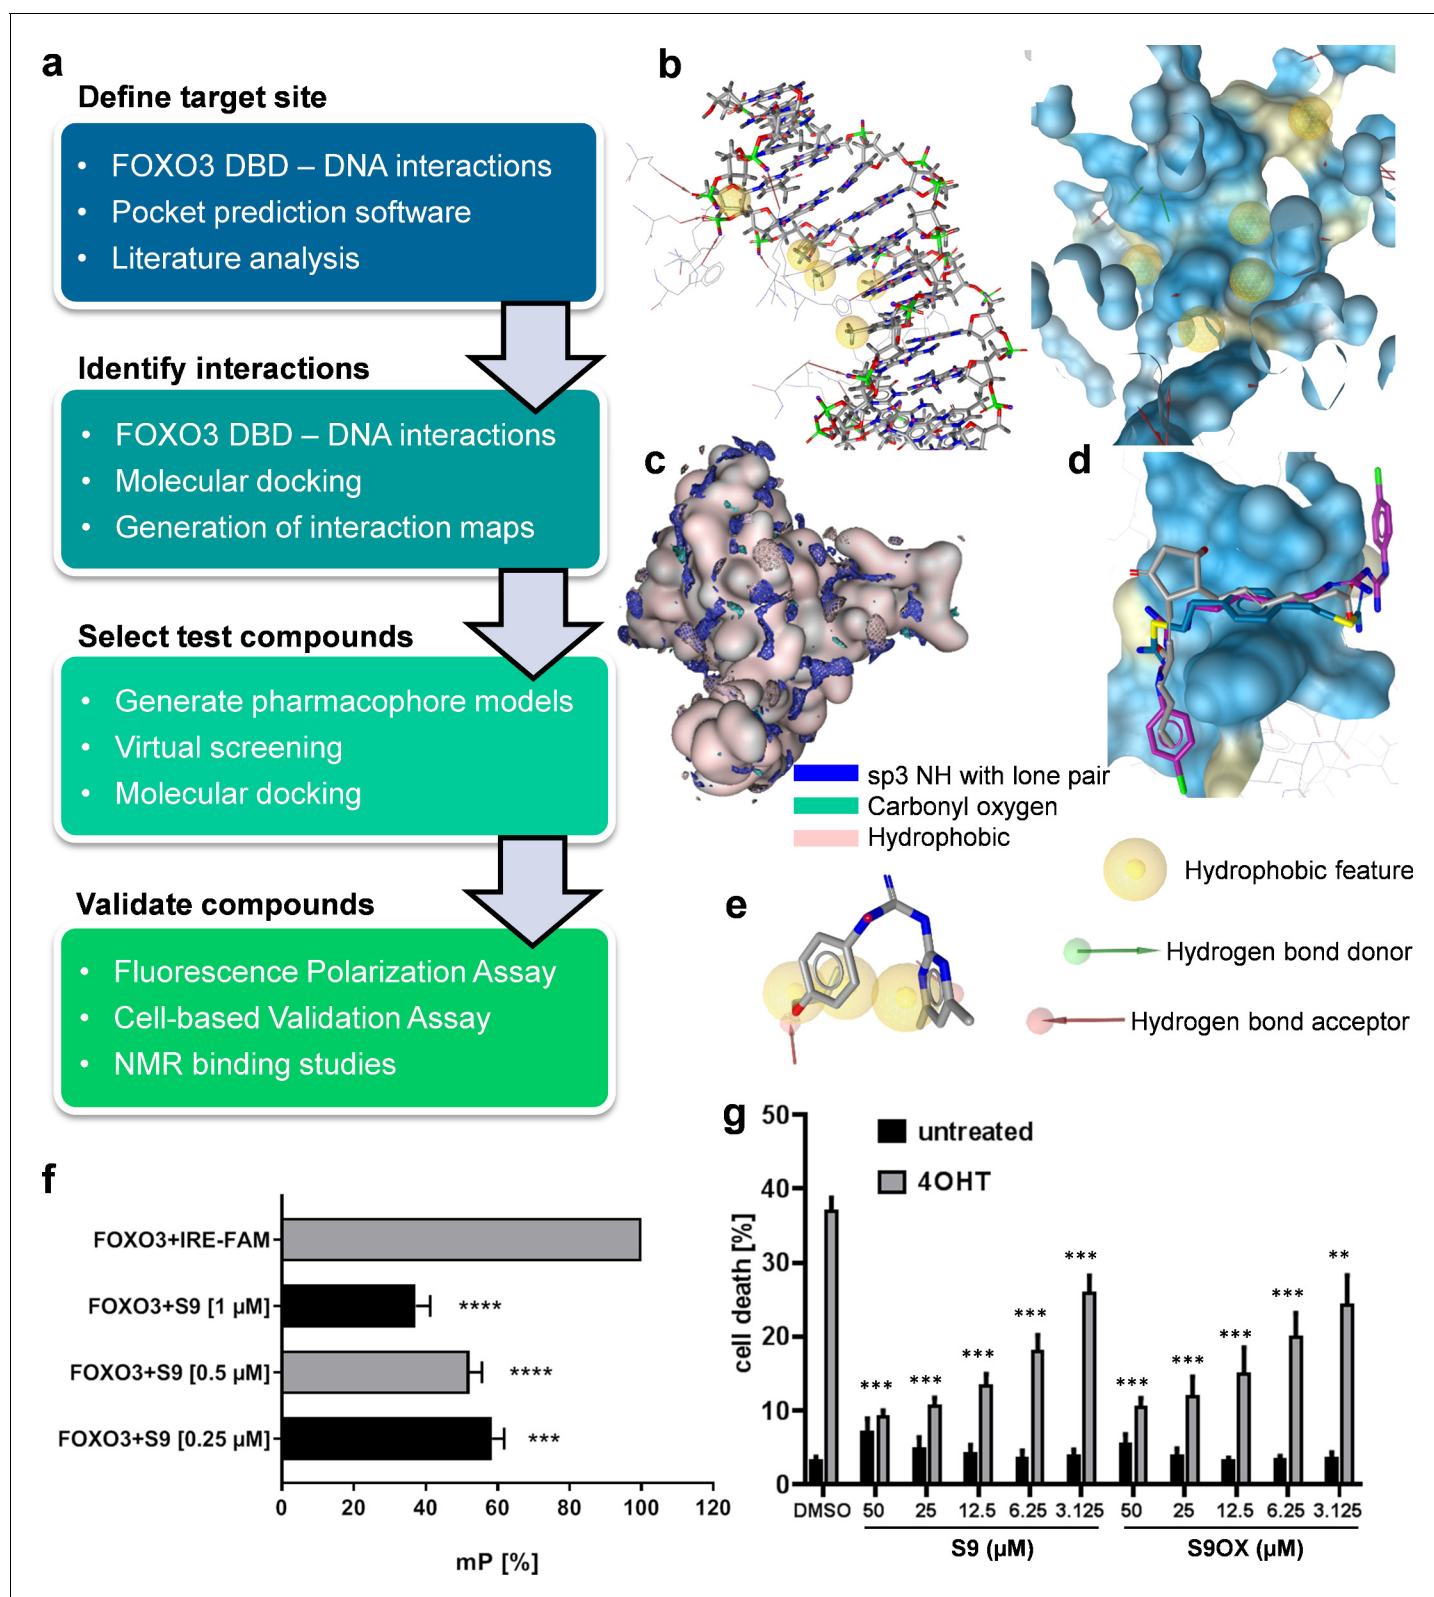 a
Define target site
• FOXO3 DBD – DNA interactions
• Pocket prediction software
• Literature analysis
Identify interactions
• FOXO3 DBD – DNA interactions
• Molecular docking
• Generation of interaction maps
Select test compounds
• Generate pharmacophore models
• Virtual screening
• Molecular docking
Validate compounds
• Fluorescence Polarization Assay
• Cell-based Validation Assay
• NMR binding studies
b
c
sp3 NH with lone pair
Carbonyl oxygen
Hydrophobic
d
Hydrophobic feature
Hydrogen bond donor
Hydrogen bond acceptor
e
f
FOXO3+IRE-FAM
FOXO3+S9 [1 µM]
****
FOXO3+S9 [0.5 µM]
****
FOXO3+S9 [0.25 µM]
***
0 20 40 60 80 100 120
mP [%]
g
untreated
4OHT
cell death [%]
50
40
30
20
10
0
*** *** *** *** *** *** *** *** *** **
DMSO 50 25 12.5 6.25 3.125 50 25 12.5 6.25 3.125
S9 (µM) S9OX (µM)